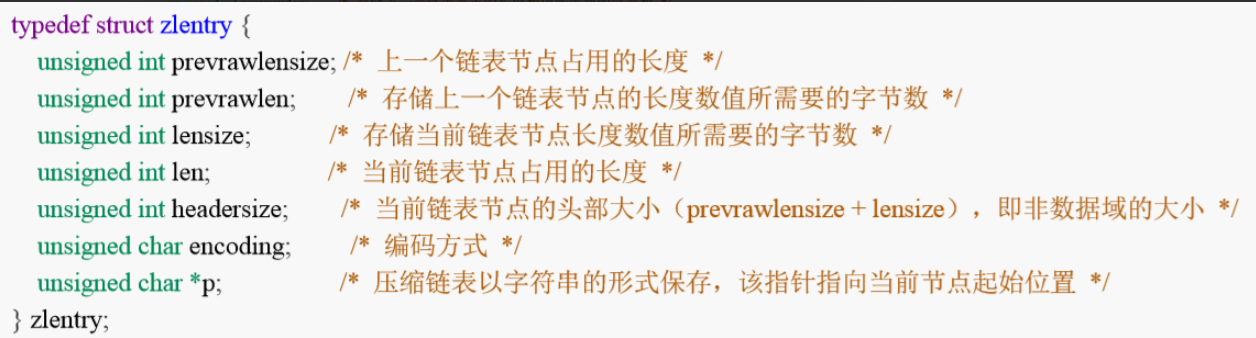 typedef struct zlentry {
unsigned int prevrawlensize; /* 上一个链表节点占用的长度 */
unsigned int prevrawlen; /* 存储上一个链表节点的长度数值所需要的字节数 */
unsigned int lensize; /* 存储当前链表节点长度数值所需要的字节数 */
unsigned int len; /* 当前链表节点占用的长度 */
unsigned int headersize; /* 当前链表节点的头部大小（prevrawlensize + lensize），即非数据域的大小 */
unsigned char encoding; /* 编码方式 */
unsigned char *p; /* 压缩链表以字符串的形式保存，该指针指向当前节点起始位置 */
} zlentry;